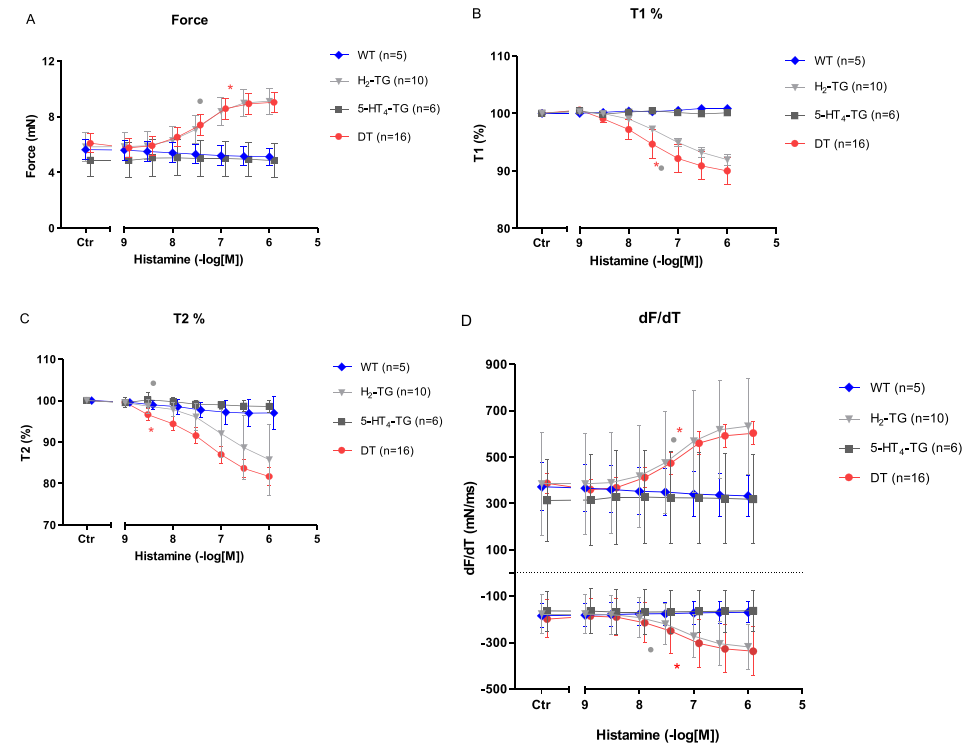 A
Force
12
8
4
0
Force (mN)
Ctr
9
8
7
6
5
Histamine (-log[M])
WT (n=5)
H₂-TG (n=10)
5-HT₄-TG (n=6)
DT (n=16)
*
B
T1 %
110
100
90
80
T1 (%)
Ctr
9
8
7
6
5
Histamine (-log[M])
WT (n=5)
H₂-TG (n=10)
5-HT₄-TG (n=6)
DT (n=16)
*
C
T2 %
110
100
90
80
70
T2 (%)
Ctr
9
8
7
6
5
Histamine (-log[M])
WT (n=5)
H₂-TG (n=10)
5-HT₄-TG (n=6)
DT (n=16)
*
D
dF/dT
900
700
500
300
100
-100
-300
-500
dF/dT (mN/ms)
Ctr
9
8
7
6
5
Histamine (-log[M])
WT (n=5)
H₂-TG (n=10)
5-HT₄-TG (n=6)
DT (n=16)
*
*